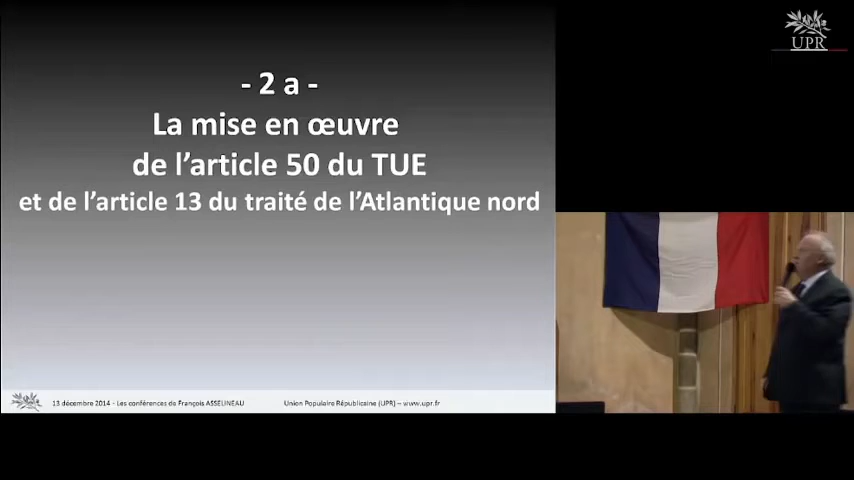 - 2 a -
La mise en œuvre
de l'article 50 du TUE
et de l'article 13 du traité de l'Atlantique nord
13 décembre 2014 - Les conférences de François ASSELINEAU
Union Populaire Républicaine (UPR) – www.upr.fr
UPR